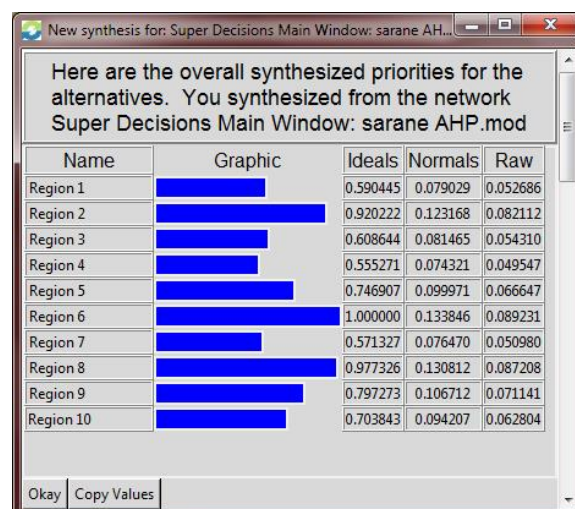 New synthesis for: Super Decisions Main Window: sarane AH...
Here are the overall synthesized priorities for the
alternatives. You synthesized from the network
Super Decisions Main Window: sarane AHP.mod
Name Graphic Ideals Normals Raw
Region 1 0.590445 0.079029 0.052686
Region 2 0.920222 0.123168 0.082112
Region 3 0.608644 0.081465 0.054310
Region 4 0.555271 0.074321 0.049547
Region 5 0.746907 0.099971 0.066647
Region 6 1.000000 0.133846 0.089231
Region 7 0.571327 0.076470 0.050980
Region 8 0.977326 0.130812 0.087208
Region 9 0.797273 0.106712 0.071141
Region 10 0.703843 0.094207 0.062804
Okay Copy Values